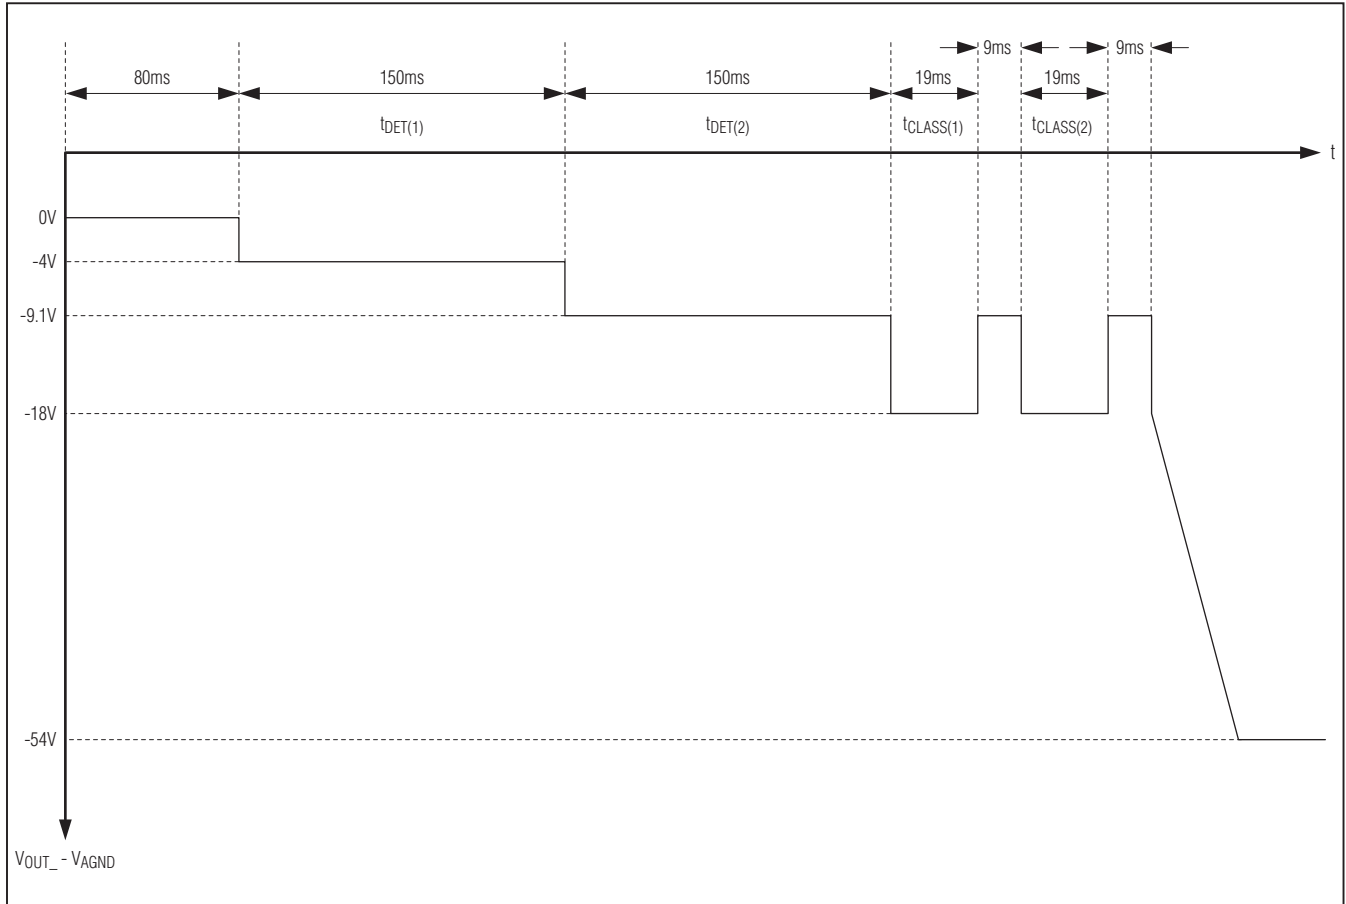 9ms 9ms
80ms 150ms 150ms 19ms 19ms
tDET(1) tDET(2) tCLASS(1) tCLASS(2)
t
0V
-4V
-9.1V
-18V
-54V
VOUT_ - VAGND